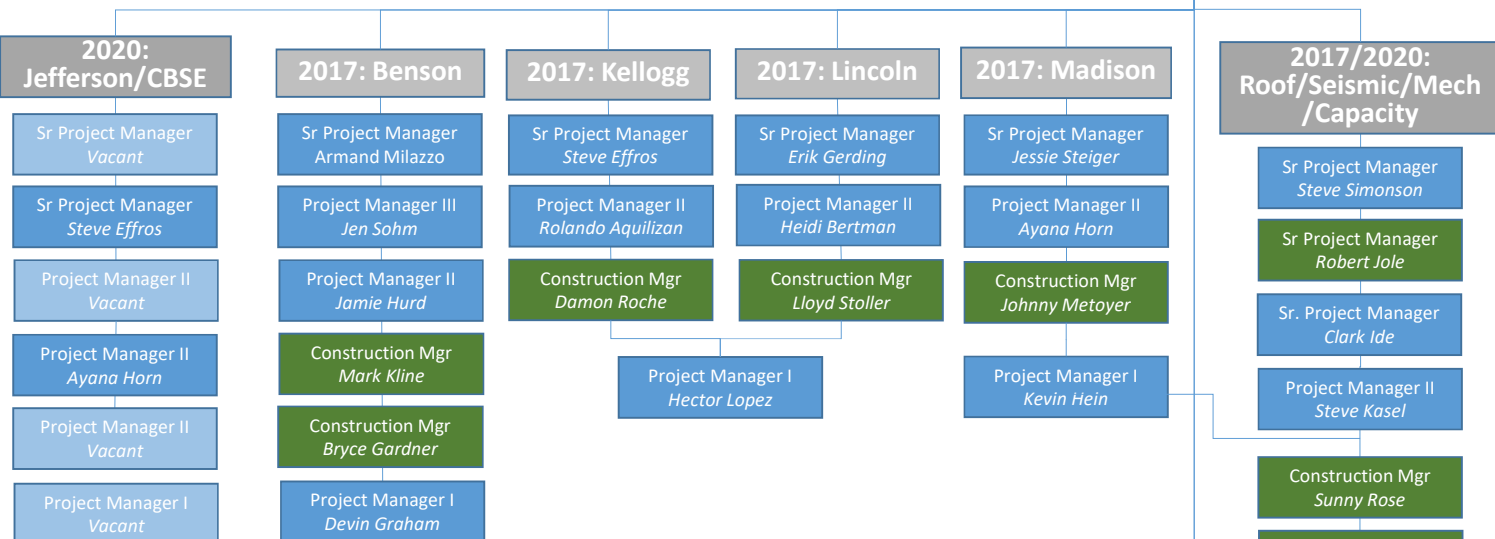 2020:
Jefferson/CBSE
Sr Project Manager
Vacant
Sr Project Manager
Steve Effros
Project Manager II
Vacant
Project Manager II
Ayana Horn
Project Manager II
Vacant
Project Manager I
Vacant
2017: Benson
Sr Project Manager
Armand Milazzo
Project Manager III
Jen Sohm
Project Manager II
Jamie Hurd
Construction Mgr
Mark Kline
Construction Mgr
Bryce Gardner
Project Manager I
Devin Graham
2017: Kellogg
Sr Project Manager
Steve Effros
Project Manager II
Rolando Aquilizan
Construction Mgr
Damon Roche
2017: Lincoln
Sr Project Manager
Erik Gerding
Project Manager II
Heidi Bertman
Construction Mgr
Lloyd Stoller
Project Manager I
Hector Lopez
2017: Madison
Sr Project Manager
Jessie Steiger
Project Manager II
Ayana Horn
Construction Mgr
Johnny Metoyer
Project Manager I
Kevin Hein
2017/2020:
Roof/Seismic/Mech
/Capacity
Sr Project Manager
Steve Simonson
Sr Project Manager
Robert Jole
Sr. Project Manager
Clark Ide
Project Manager II
Steve Kasel
Construction Mgr
Sunny Rose